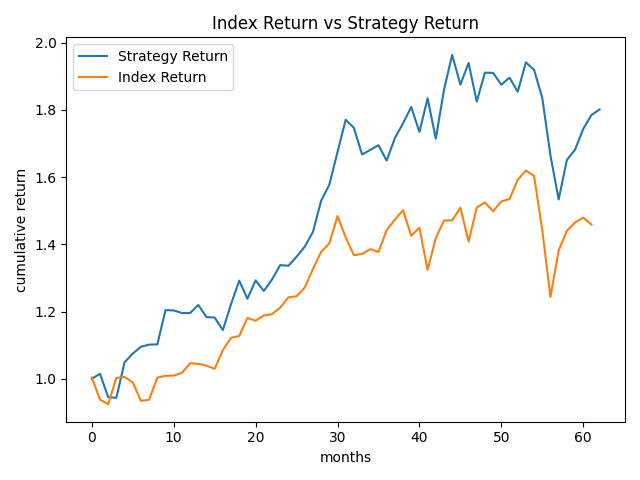 Index Return vs Strategy Return
Strategy Return
Index Return
cumulative return
2.0
1.8
1.6
1.4
1.2
1.0
0 10 20 30 40 50 60
months